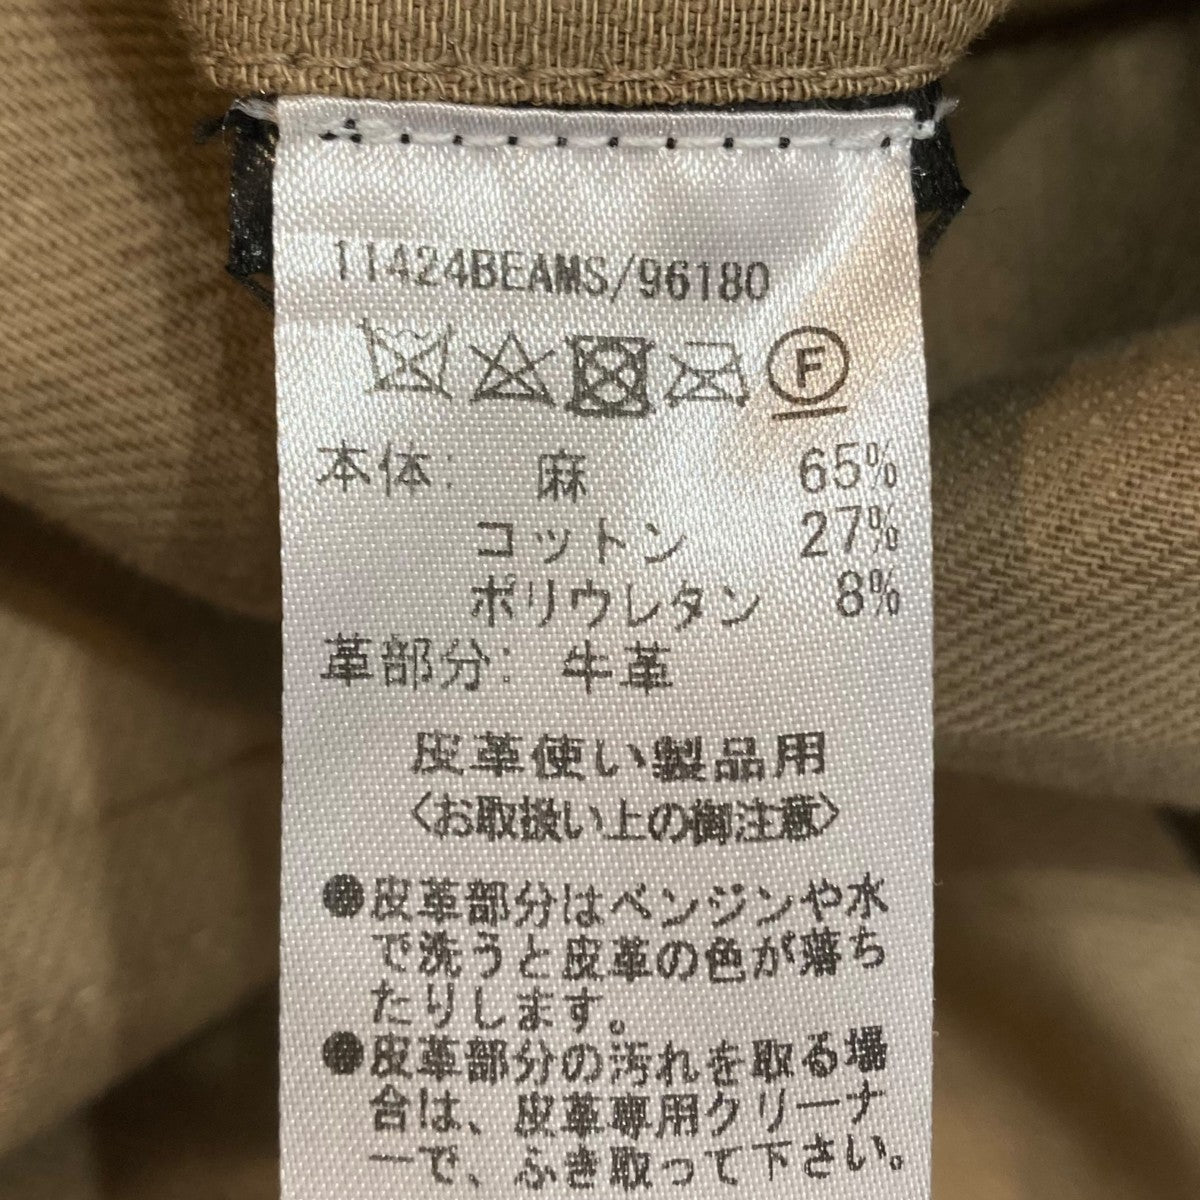 11424BEAMS/96180
F
本体: 麻 65%
コットン 27%
ポリウレタン 8%
革部分: 牛革
皮革使い製品用
〈お取扱い上の御注意〉
●皮革部分はベンジンや水
で洗うと皮革の色が落ち
たりします。
●皮革部分の汚れを取る場
合は、皮革専用クリーナ
ーで、ふき取って下さい。